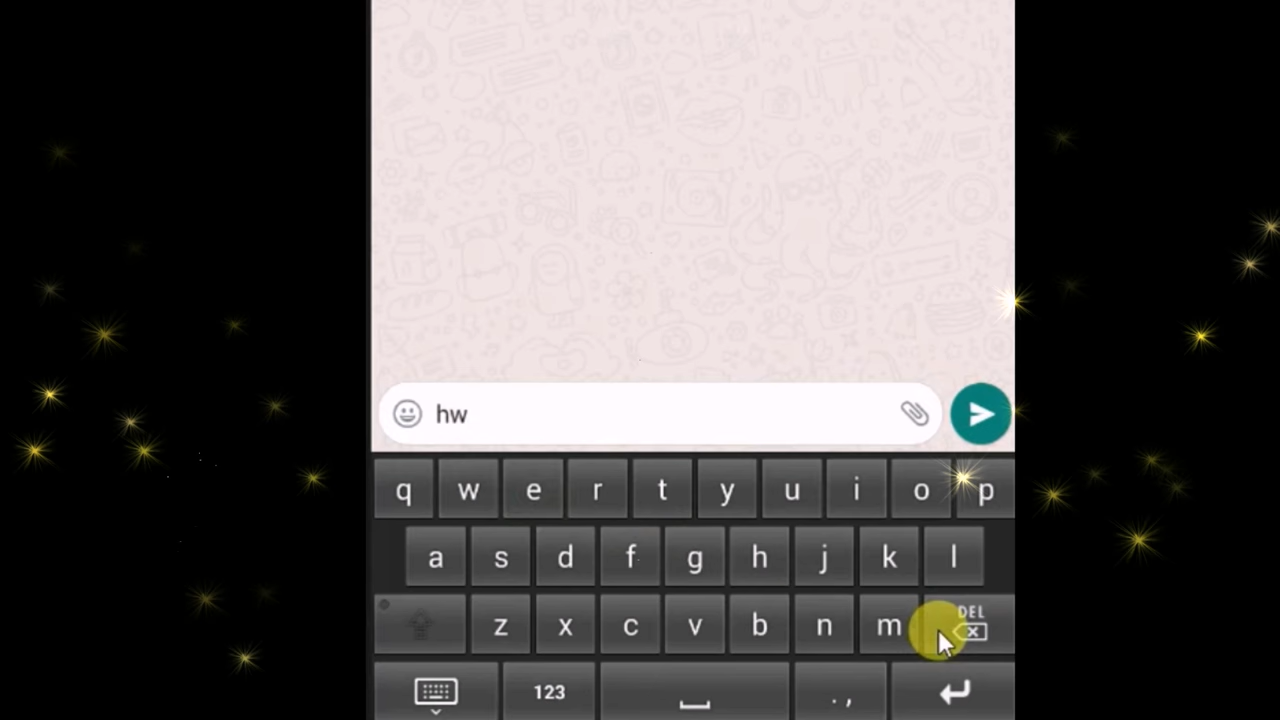 hw
q w e r t y u i o p
a s d f g h j k l
z x c v b n m DEL
123 . ,